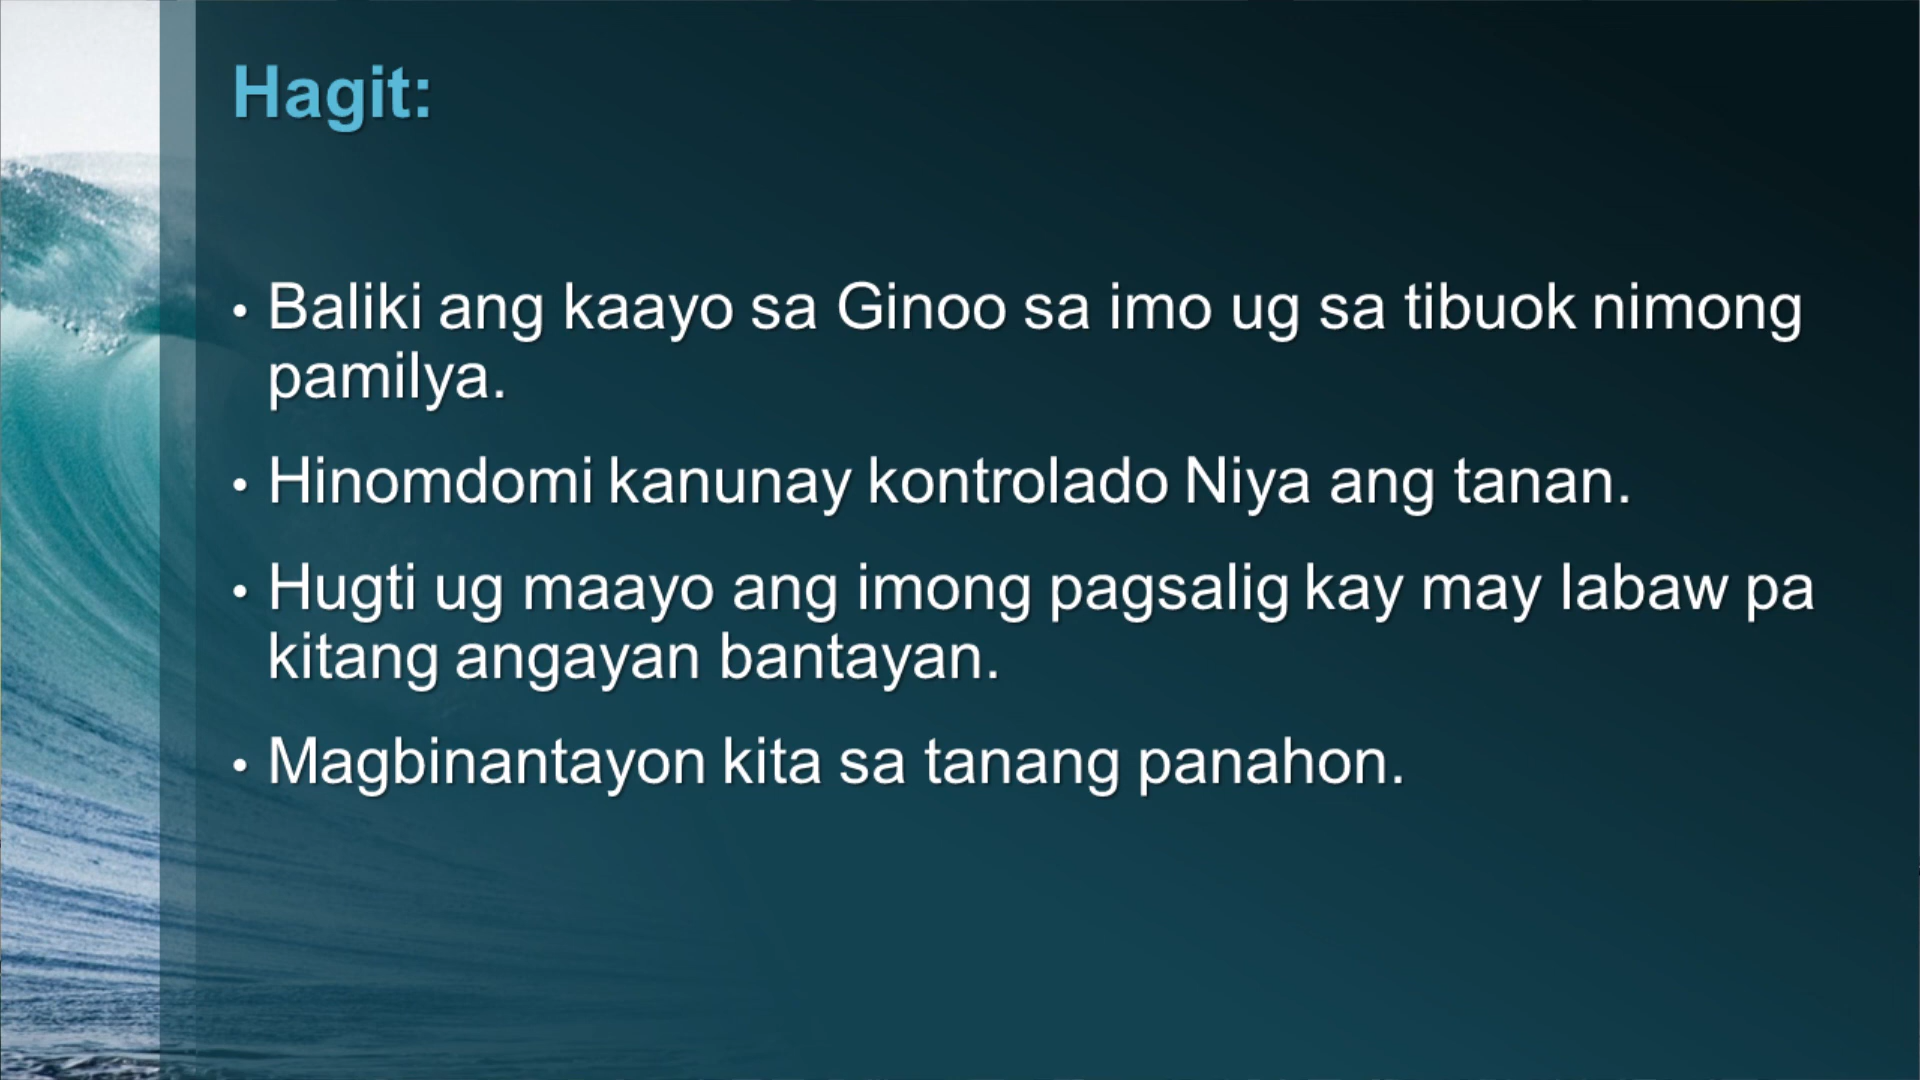 Hagit:
• Baliki ang kaayo sa Ginoo sa imo ug sa tibuok nimong
pamilya.
• Hinomdomi kanunay kontrolado Niya ang tanan.
• Hugti ug maayo ang imong pagsalig kay may labaw pa
kitang angayan bantayan.
• Magbinantayon kita sa tanang panahon.